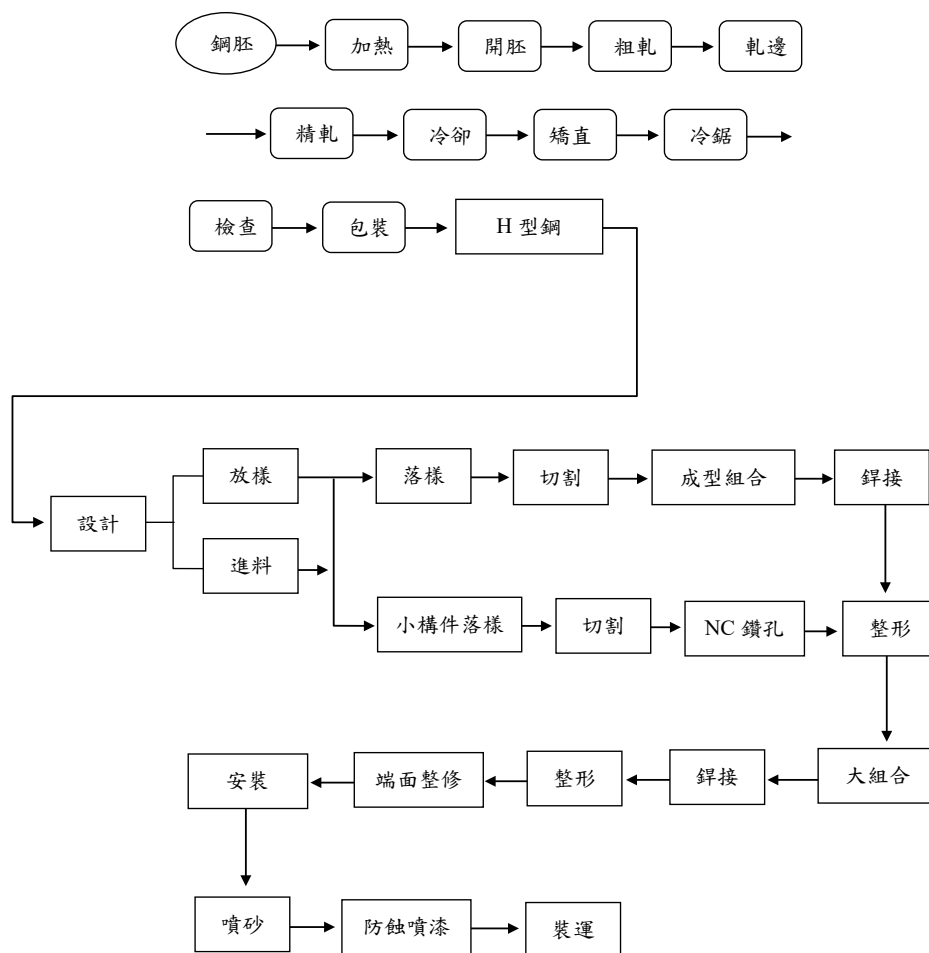 鋼胚 加熱 開胚 粗軋 軋邊
精軋 冷卻 矯直 冷鋸
檢查 包裝 H 型鋼
放樣 落樣 切割 成型組合 銲接
設計
進料
小構件落樣 切割 NC 鑽孔 整形
安裝 端面整修 整形 銲接 大組合
噴砂 防蝕噴漆 裝運